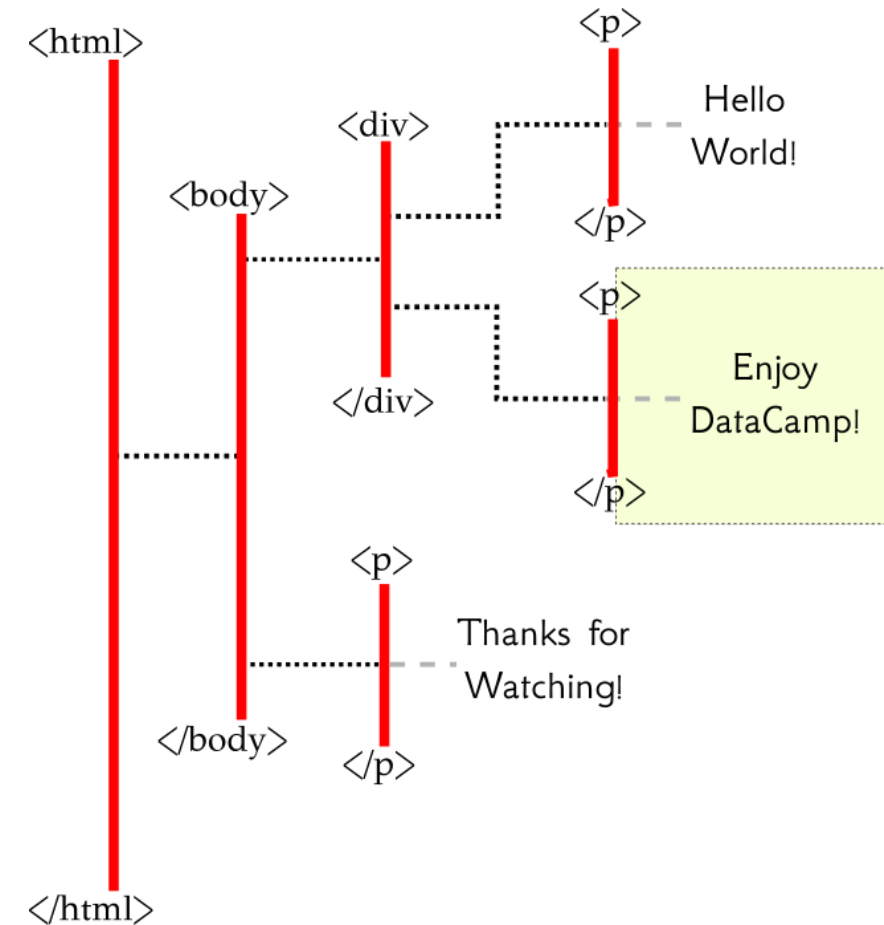 <html>
<body>
<div>
<p>
Hello
World!
</p>
<p>
Enjoy
DataCamp!
</p>
</div>
<p>
Thanks for
Watching!
</p>
</body>
</html>